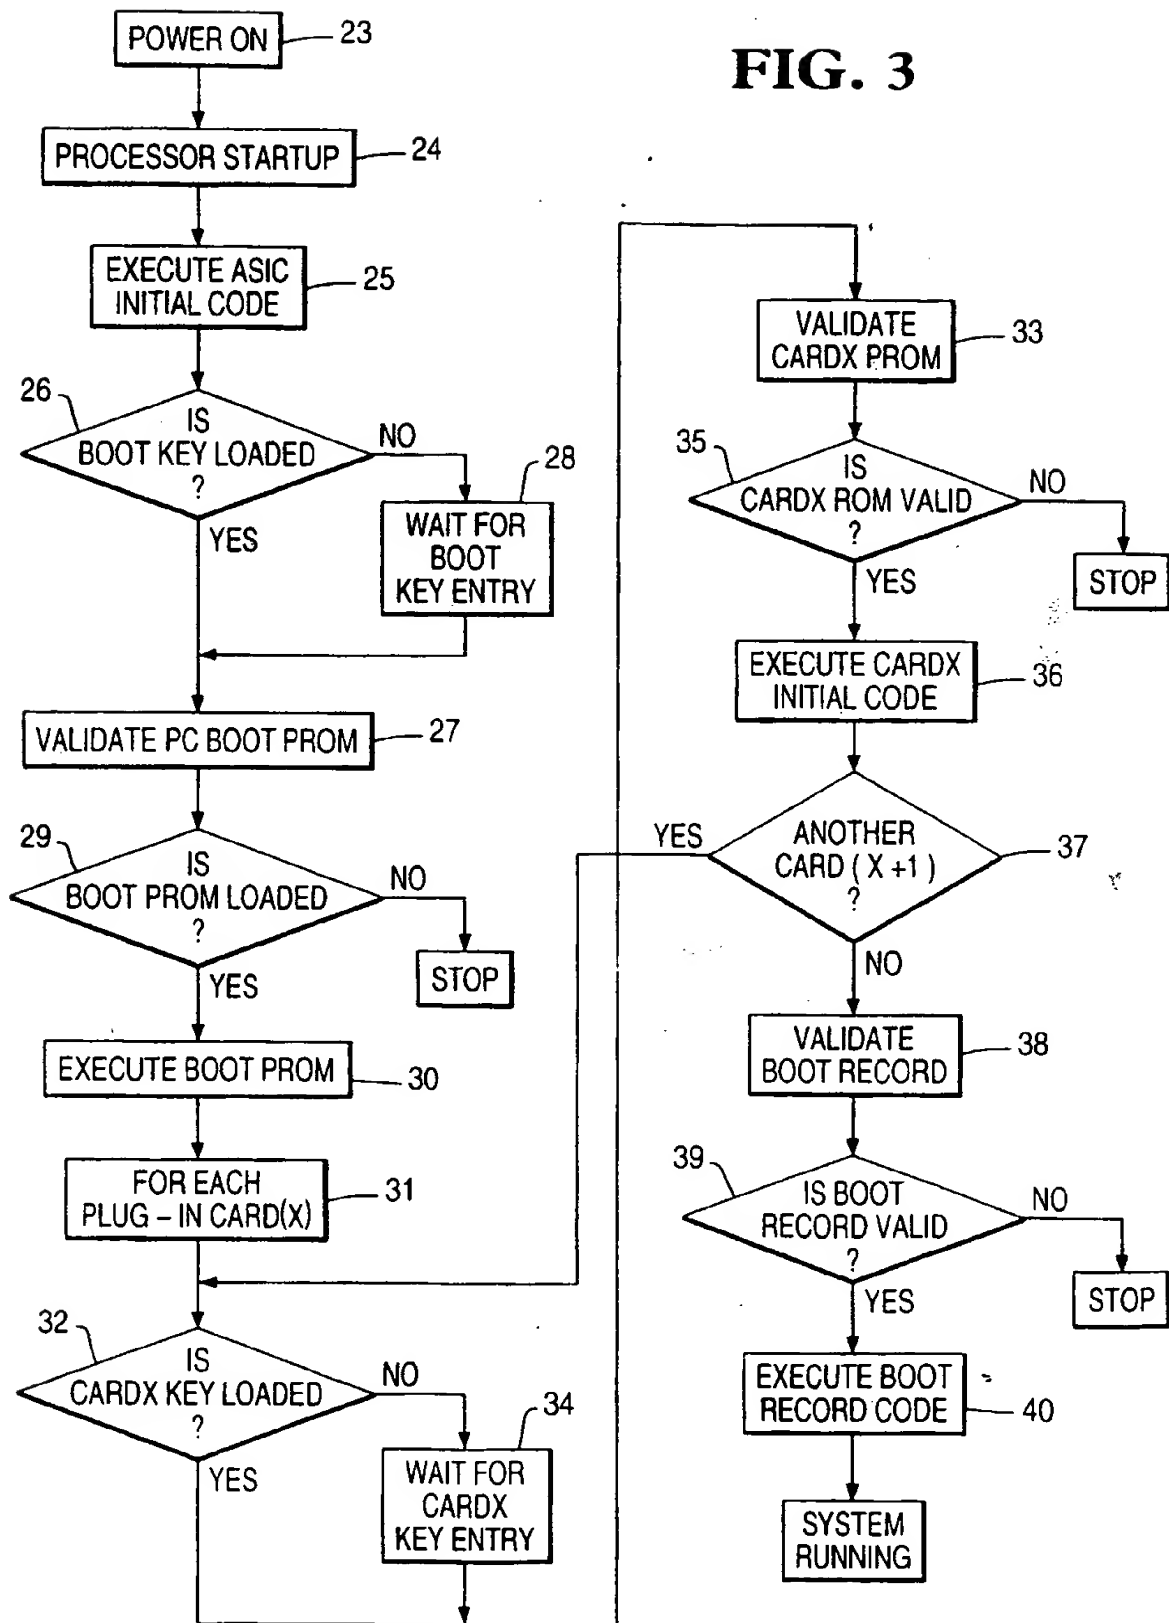 FIG. 3
POWER ON
23
PROCESSOR STARTUP
24
EXECUTE ASIC
INITIAL CODE
25
26
IS
BOOT KEY LOADED
?
NO
YES
28
WAIT FOR
BOOT
KEY ENTRY
VALIDATE PC BOOT PROM
27
29
IS
BOOT PROM LOADED
?
NO
YES
STOP
EXECUTE BOOT PROM
30
FOR EACH
PLUG – IN CARD(X)
31
32
IS
CARDX KEY LOADED
?
NO
YES
34
WAIT FOR
CARDX
KEY ENTRY
VALIDATE
CARDX PROM
33
35
IS
CARDX ROM VALID
?
NO
YES
STOP
EXECUTE CARDX
INITIAL CODE
36
YES
ANOTHER
CARD ( X +1 )
?
37
NO
VALIDATE
BOOT RECORD
38
39
IS BOOT
RECORD VALID
?
NO
YES
STOP
EXECUTE BOOT
RECORD CODE
40
SYSTEM
RUNNING